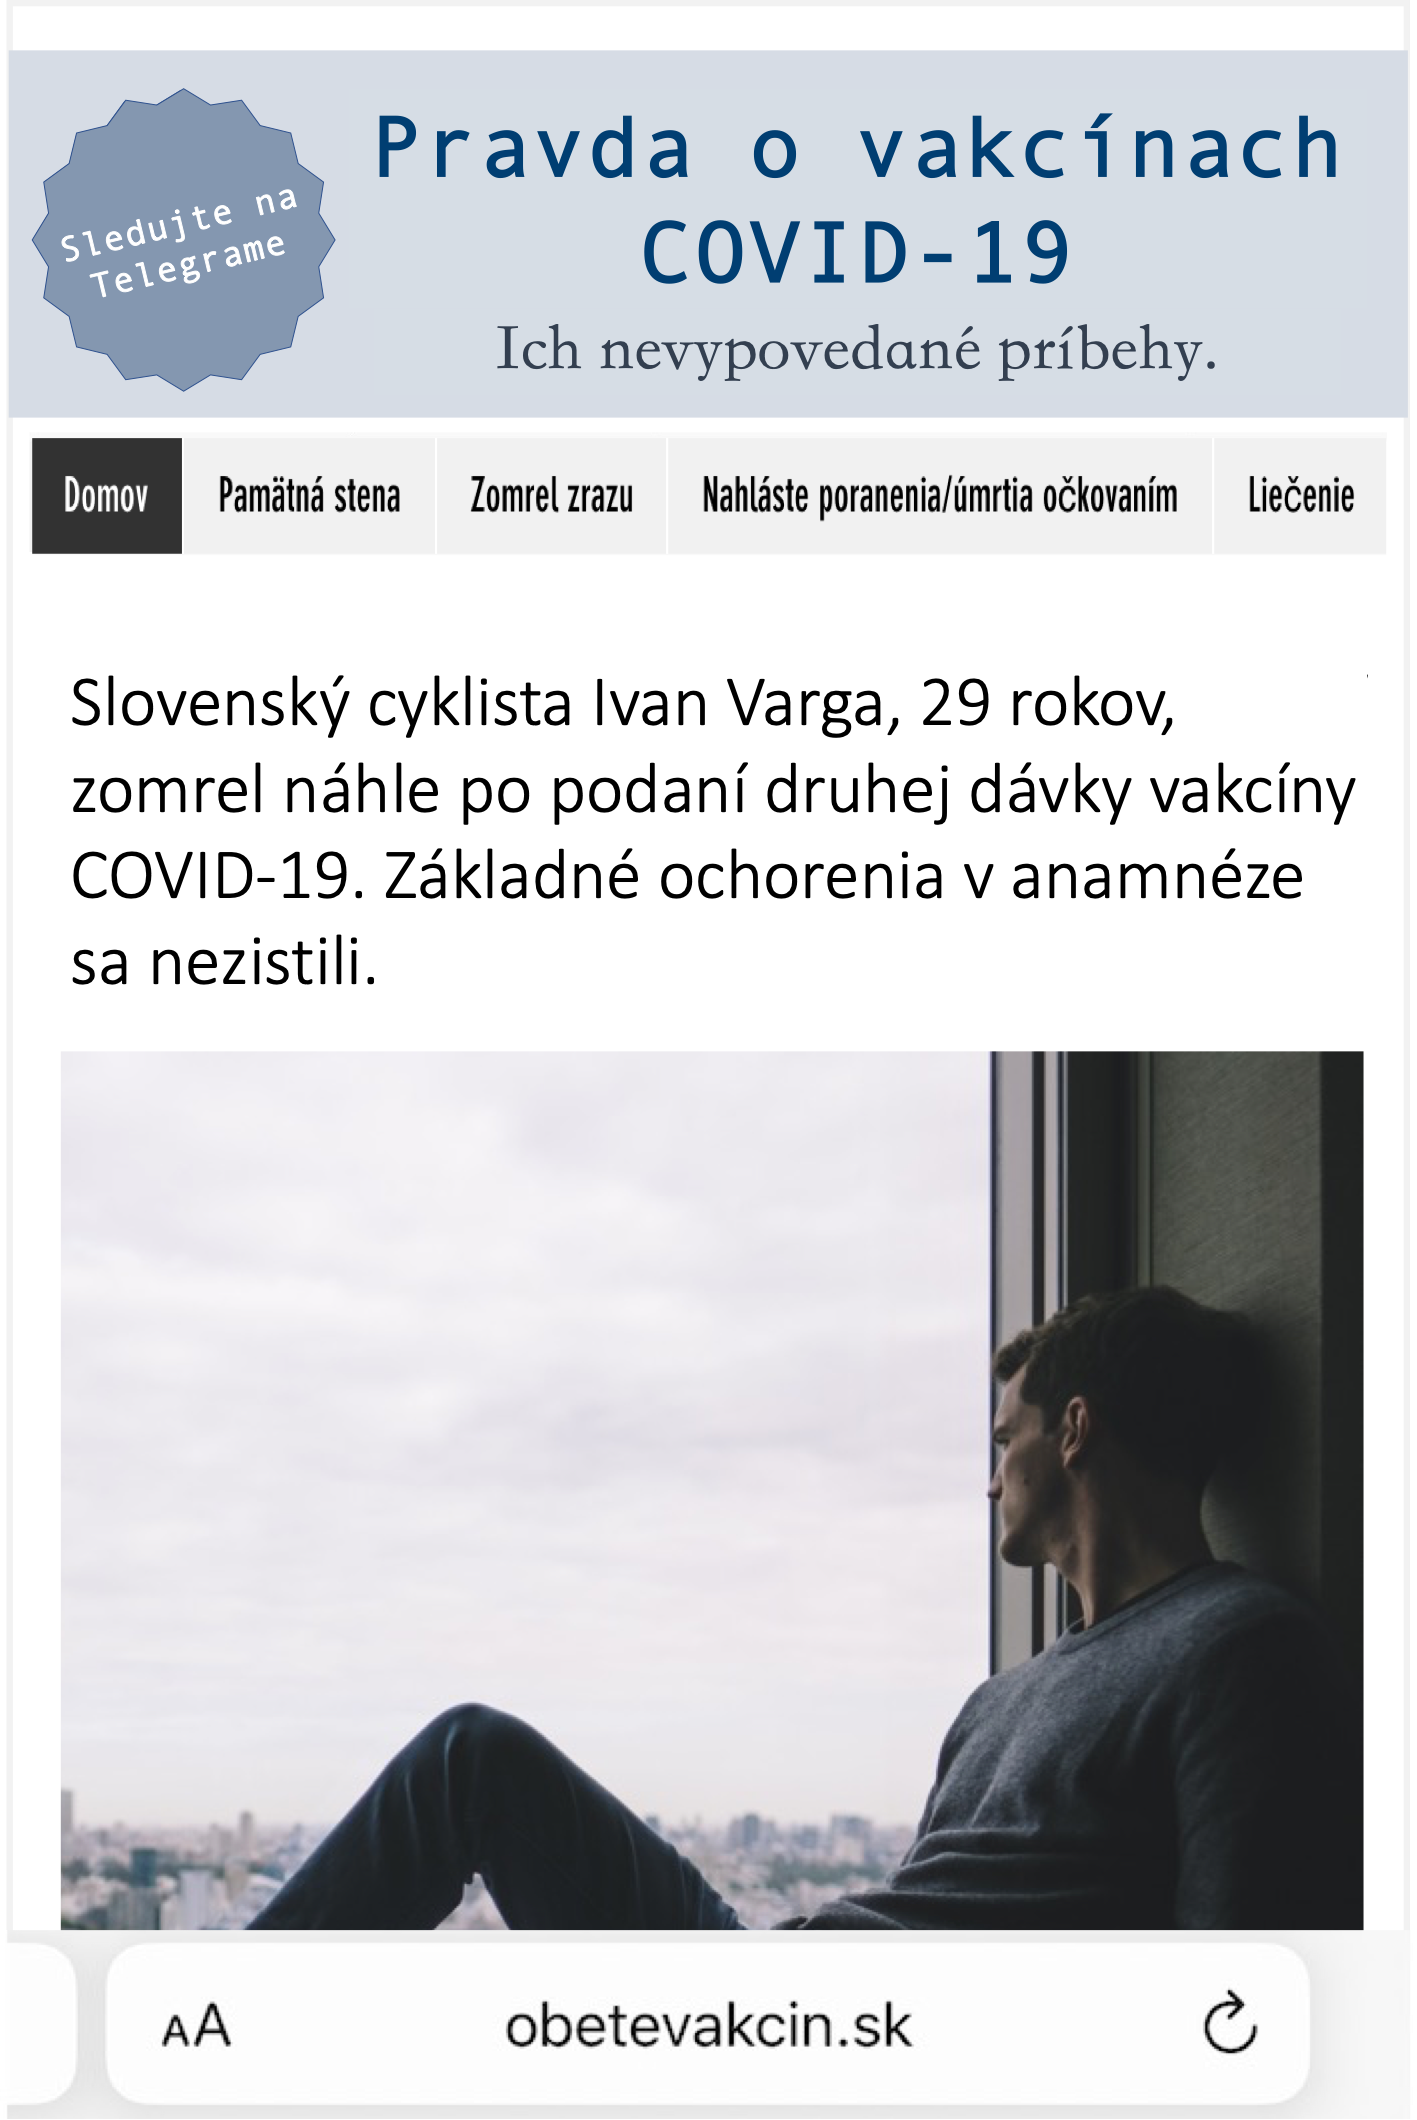 Sledujte na
Telegrame
Pravda o vakcínach
COVID-19
Ich nevypovedané príbehy.
Domov
Pamätná stena
Zomrel zrazu
Nahláste poranenia/úmrtia očkovaním
Liečenie
Slovenský cyklista Ivan Varga, 29 rokov,
zomrel náhle po podaní druhej dávky vakcíny
COVID-19. Základné ochorenia v anamnéze
sa nezistili.
AA
obetevakcin.sk